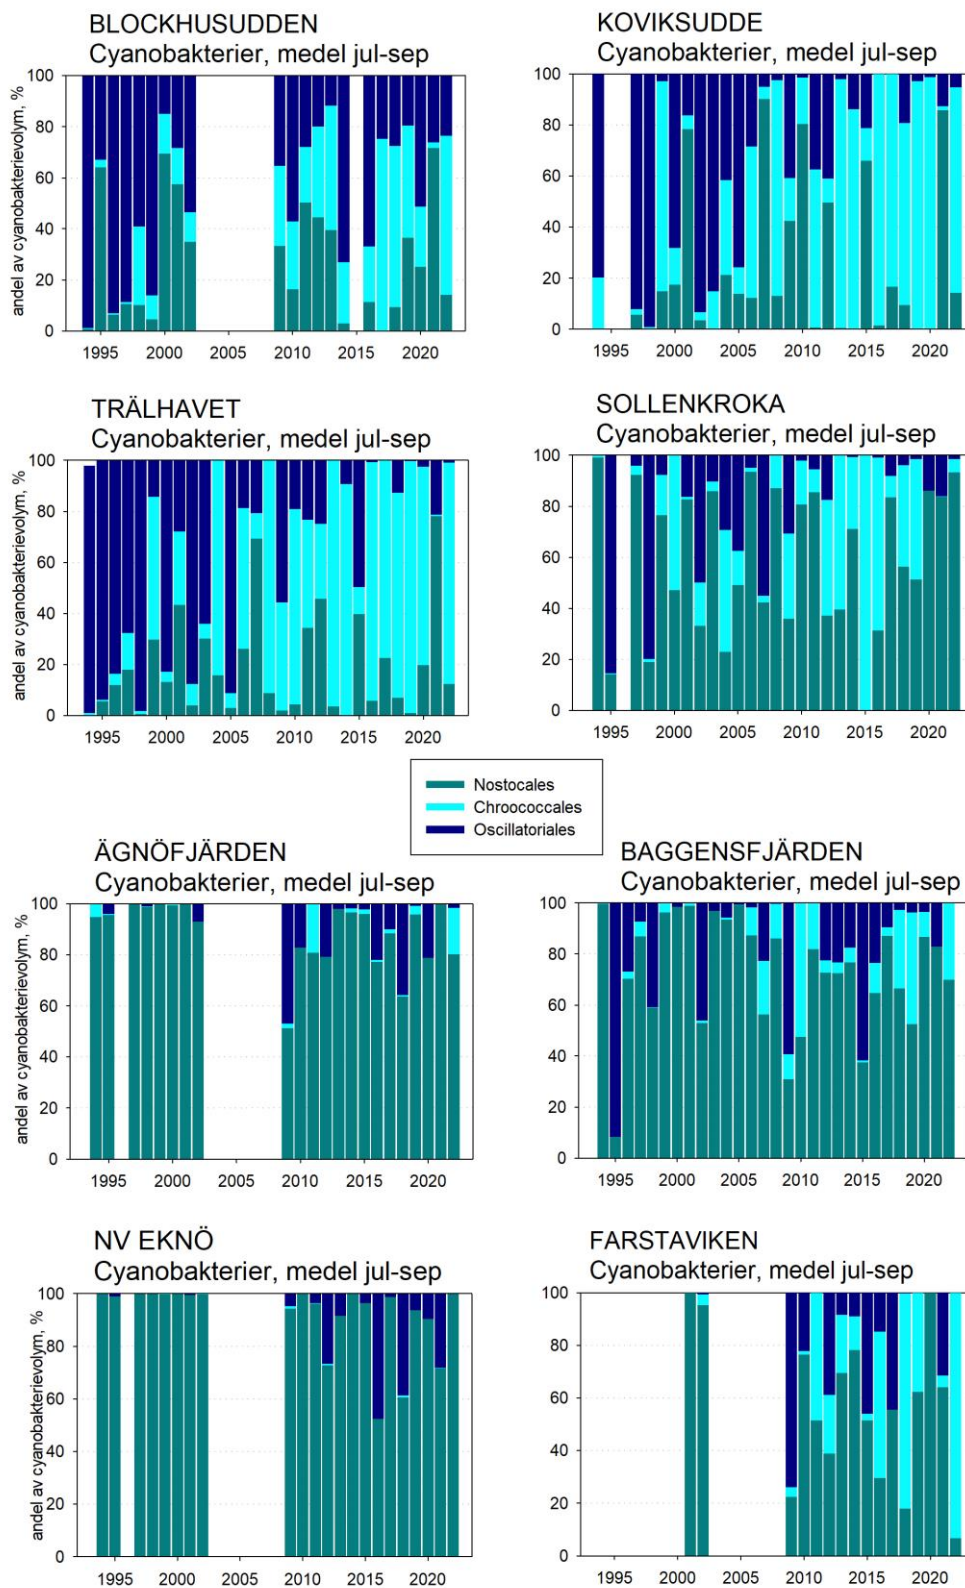 BLOCKHUSUDDEN
Cyanobakterier, medel jul-sep
andel av cyanobakterievolym, %
100
80
60
40
20
0
1995 2000 2005 2010 2015 2020
KOVIKSUDDE
Cyanobakterier, medel jul-sep
100
80
60
40
20
0
1995 2000 2005 2010 2015 2020
TRÄLHAVET
Cyanobakterier, medel jul-sep
andel av cyanobakterievolym, %
100
80
60
40
20
0
1995 2000 2005 2010 2015 2020
SOLLENKROKA
Cyanobakterier, medel jul-sep
100
80
60
40
20
0
1995 2000 2005 2010 2015 2020
Nostocales
Chroococcales
Oscillatoriales
ÄGNÖFJÄRDEN
Cyanobakterier, medel jul-sep
andel av cyanobakterievolym, %
100
80
60
40
20
0
1995 2000 2005 2010 2015 2020
BAGGENSFJÄRDEN
Cyanobakterier, medel jul-sep
100
80
60
40
20
0
1995 2000 2005 2010 2015 2020
NV EKNÖ
Cyanobakterier, medel jul-sep
andel av cyanobakterievolym, %
100
80
60
40
20
0
1995 2000 2005 2010 2015 2020
FARSTAVIKEN
Cyanobakterier, medel jul-sep
100
80
60
40
20
0
1995 2000 2005 2010 2015 2020